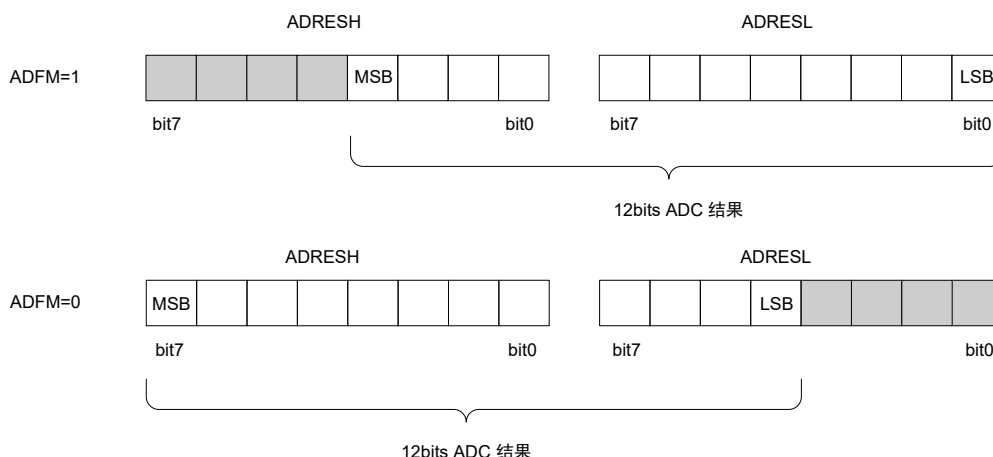 ADRESH ADRESL
ADFM=1 MSB LSB
bit7 bit0 bit7 bit0
12bits ADC 结果
ADRESH ADRESL
ADFM=0 MSB LSB
bit7 bit0 bit7 bit0
12bits ADC 结果